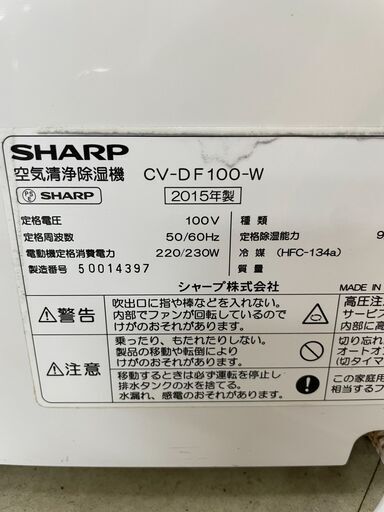 SHARP
空気清浄除湿機 CV-DF100-W
PS E SHARP
2015年製
定格電圧 100V
定格周波数 50/60Hz
電動機定格消費電力 220/230W
製造番号 50014397
種類
定格除湿能力 9
冷媒 (HFC-134a)
質量
シャープ株式会社
MADE IN
警告
吹出口に指や棒などを入れない。
内部でファンが回転しているので
けがのおそれがあります。
注意
乗ったり、もたれたりしない。
製品の移動や転倒により
けがのおそれがあります。
移動するときは必ず運転を停止し
排水タンクの水を捨てる。
水漏れ、感電のおそれがあります。
高圧注
サービス
内部に高
切り忘れ
オートオ
(切タイマ
この家庭用
相当するフ